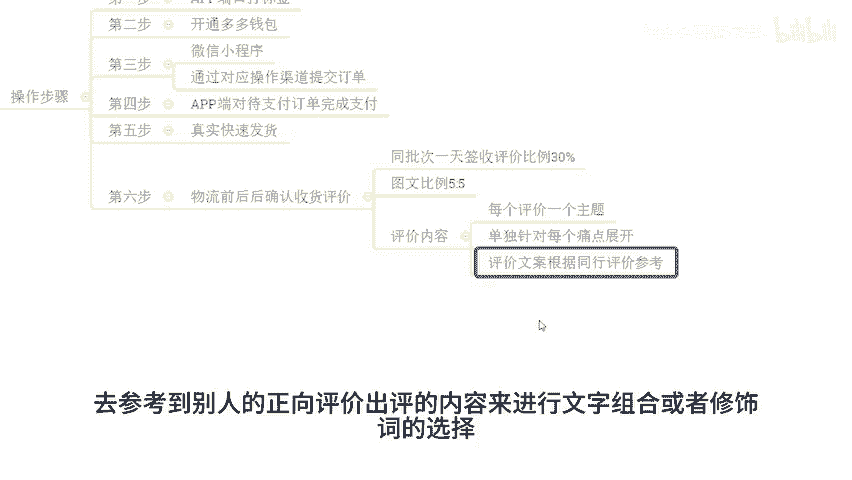 第二步
开通多多钱包
微信小程序
第三步
通过对应操作渠道提交订单
操作步骤
第四步
APP端对待支付订单完成支付
第五步
真实快速发货
同批次一天签收评价比例30%
图文比例5:5
第六步
物流前后后确认收货评价
每个评价一个主题
评价内容
单独针对每个痛点展开
评价文案根据同行评价参考
去参考到别人的正向评价出评的内容来进行文字组合或者修饰
词的选择
bilibili